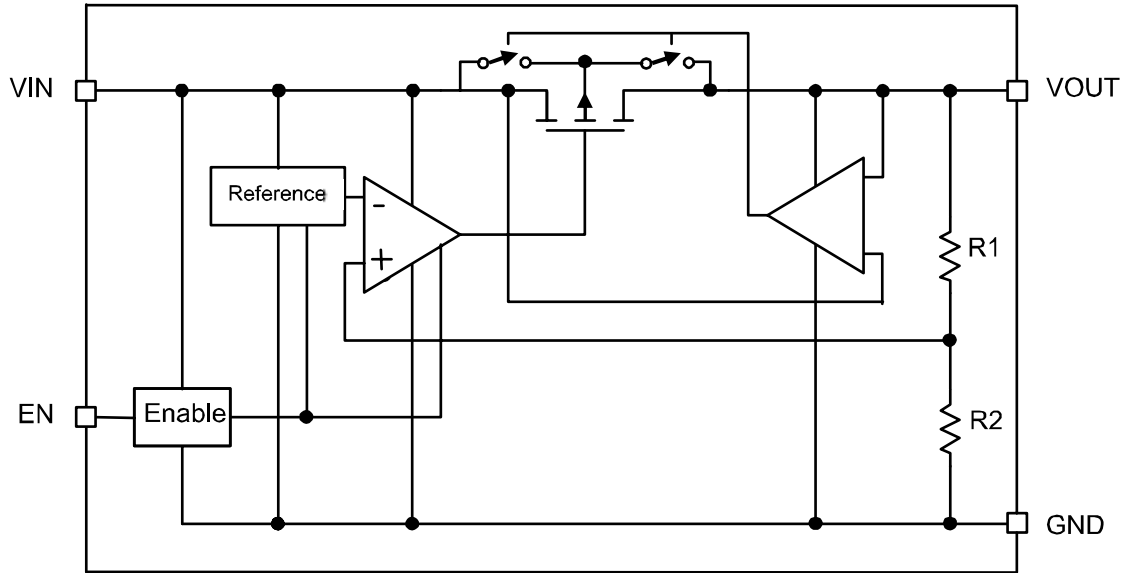 VIN
VOUT
Reference
-
+
R1
EN
Enable
R2
GND